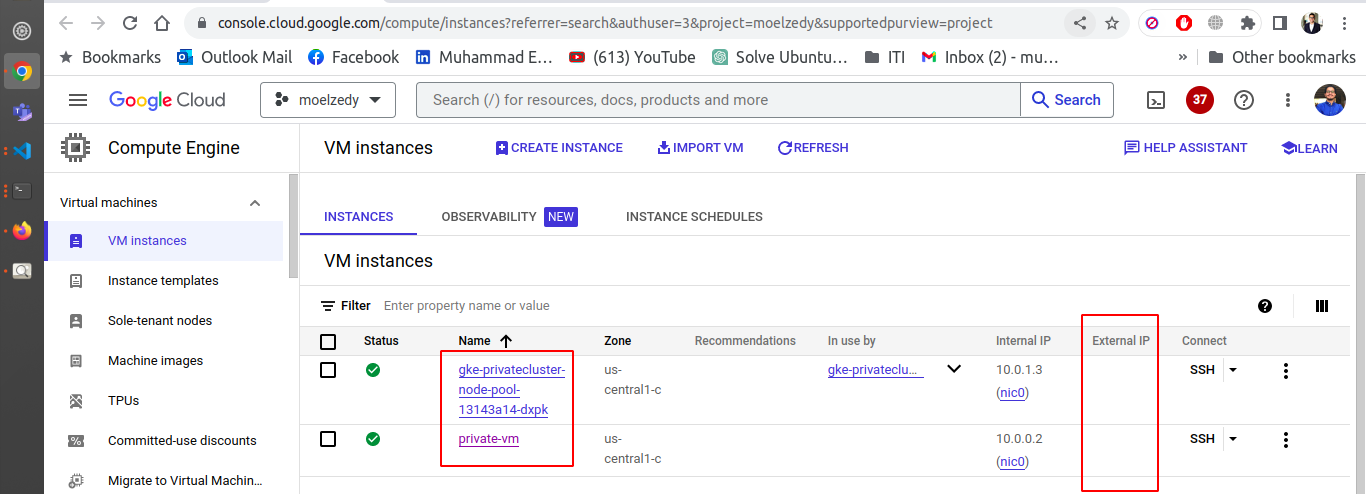 console.cloud.google.com/compute/instances?referrer=search&authuser=3&project=moelzedy&supportedpurview=project
Bookmarks Outlook Mail Facebook Muhammad E... (613) YouTube Solve Ubuntu... ITI Inbox (2) - mu... » Other bookmarks
Google Cloud moelzedy Search (/) for resources, docs, products and more Search 37
Compute Engine VM instances CREATE INSTANCE IMPORT VM REFRESH HELP ASSISTANT LEARN
Virtual machines
VM instances
Instance templates
Sole-tenant nodes
Machine images
TPUs
Committed-use discounts
Migrate to Virtual Machin...
INSTANCES OBSERVABILITY NEW INSTANCE SCHEDULES
VM instances
Filter Enter property name or value
Status Name Zone Recommendations In use by Internal IP External IP Connect
gke-privatecluster- us- gke-privateclu... 10.0.1.3 SSH
node-pool- central1-c (nic0)
13143a14-dxpk
private-vm us- 10.0.0.2 SSH
central1-c (nic0)